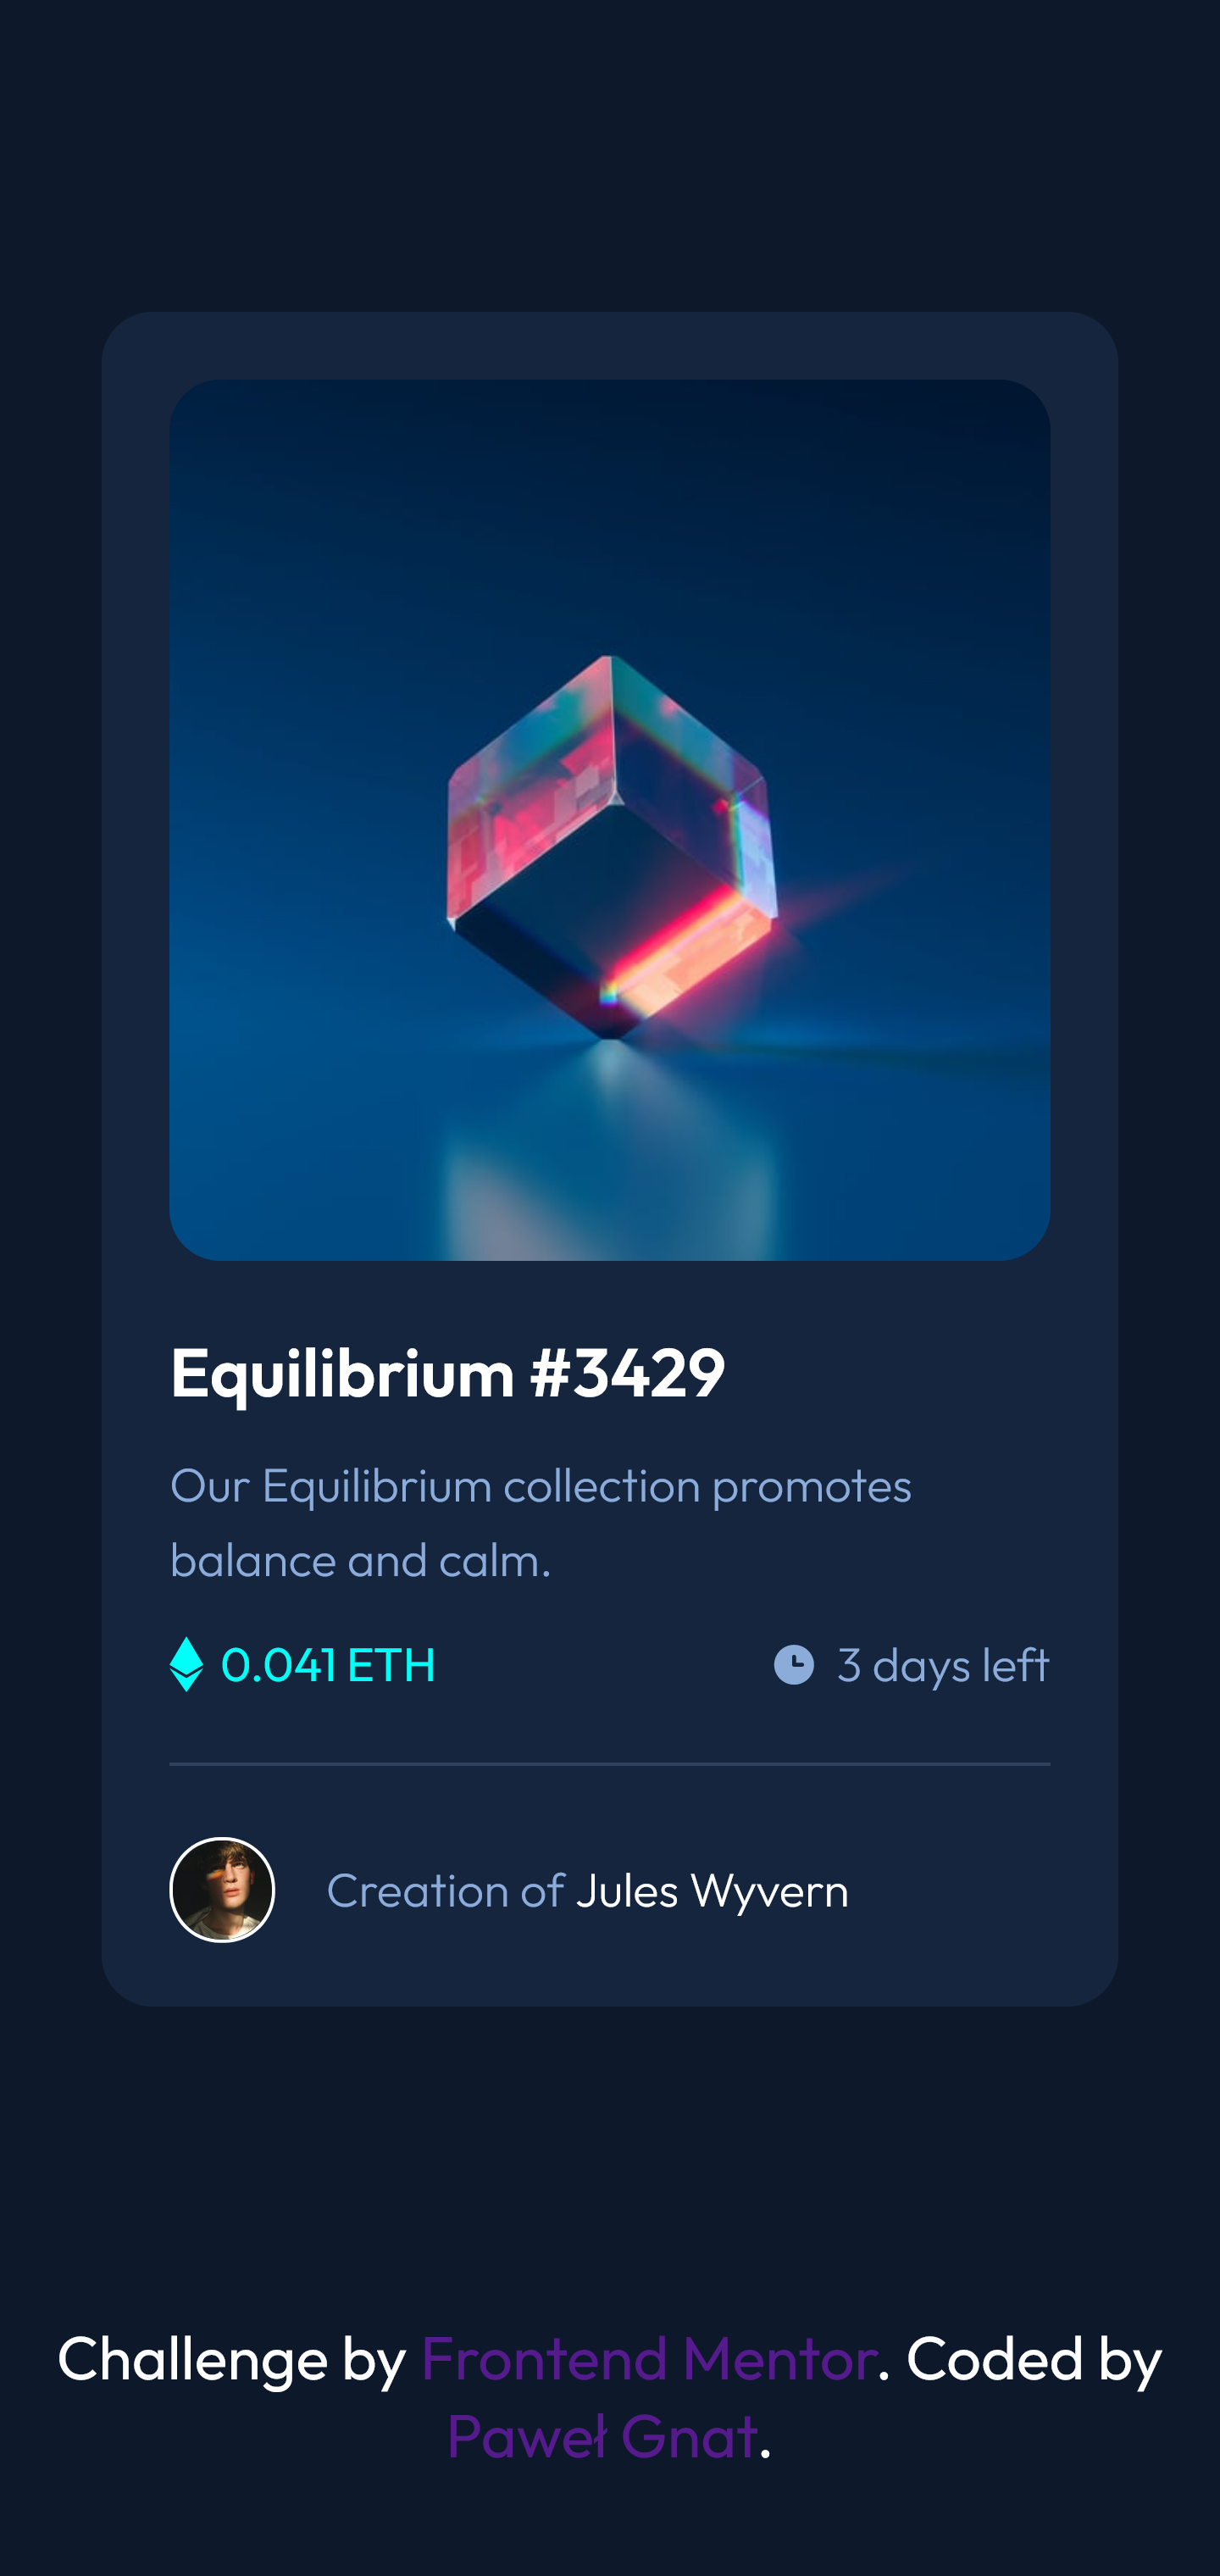 Equilibrium #3429
Our Equilibrium collection promotes
balance and calm.
0.041 ETH
3 days left
Creation of Jules Wyvern
Challenge by Frontend Mentor. Coded by
Paweł Gnat.